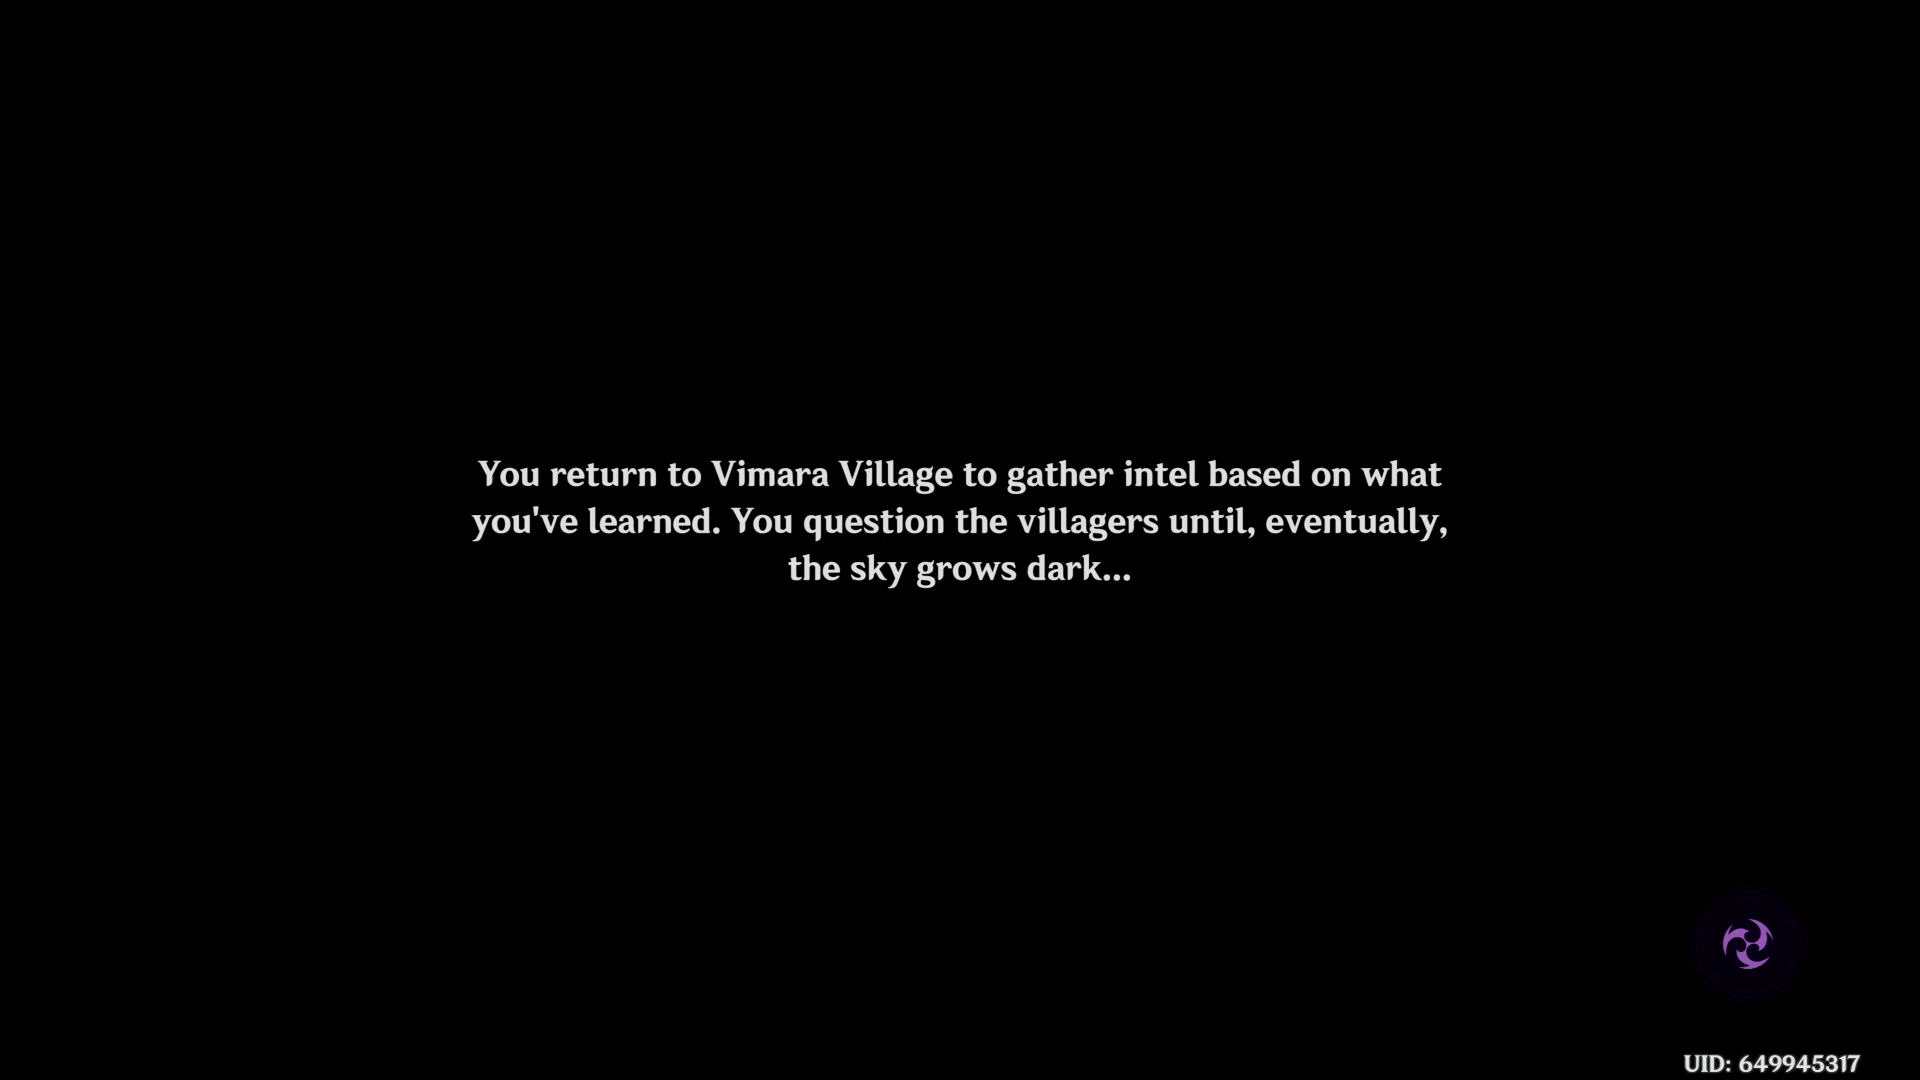 You return to Vimara Village to gather intel based on what
you've learned. You question the villagers until, eventually,
the sky grows dark...
UID: 649945317